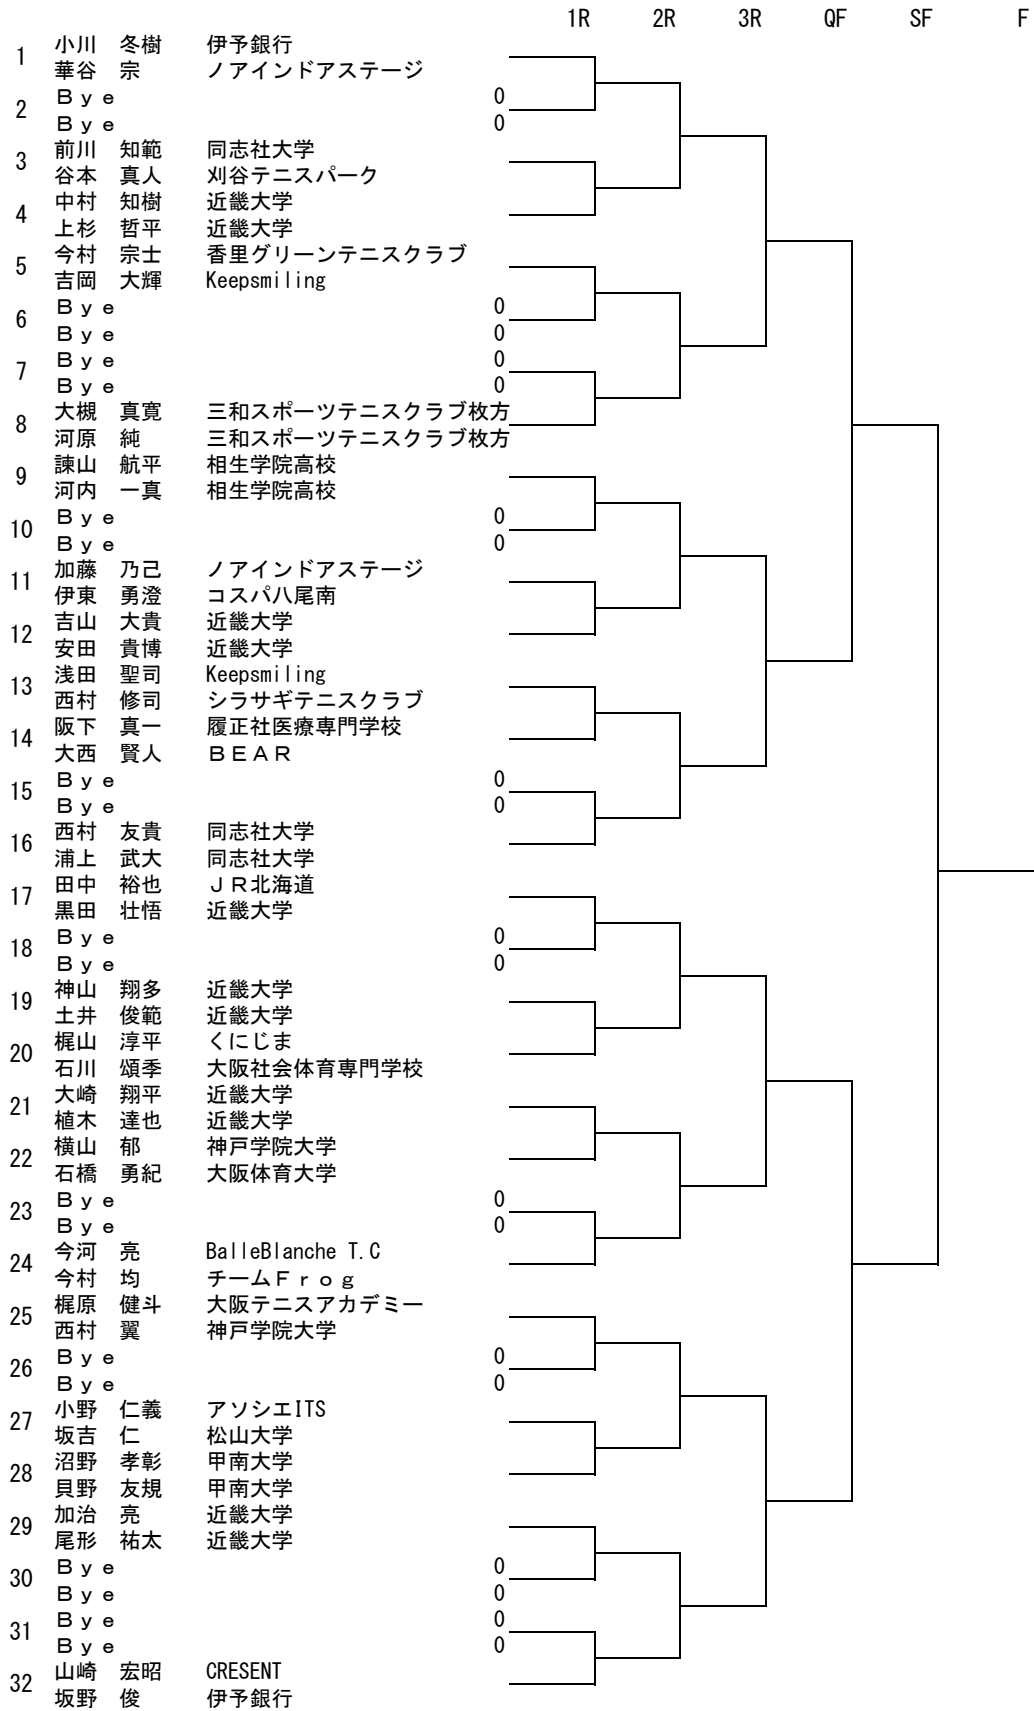 1R 2R 3R QF SF F
1
小川 冬樹 伊予銀行
華谷 宗 ノアインドアステージ
2
Ｂｙｅ 0
Ｂｙｅ 0
3
前川 知範 同志社大学
谷本 真人 刈谷テニスパーク
4
中村 知樹 近畿大学
上杉 哲平 近畿大学
5
今村 宗士 香里グリーンテニスクラブ
吉岡 大輝 Keepsmiling
6
Ｂｙｅ 0
Ｂｙｅ 0
7
Ｂｙｅ 0
Ｂｙｅ 0
8
大槻 真寛 三和スポーツテニスクラブ枚方
河原 純 三和スポーツテニスクラブ枚方
9
諫山 航平 相生学院高校
河内 一真 相生学院高校
10
Ｂｙｅ 0
Ｂｙｅ 0
11
加藤 乃己 ノアインドアステージ
伊東 勇澄 コスパ八尾南
12
吉山 大貴 近畿大学
安田 貴博 近畿大学
13
浅田 聖司 Keepsmiling
西村 修司 シラサギテニスクラブ
14
阪下 真一 履正社医療専門学校
大西 賢人 ＢＥＡＲ
15
Ｂｙｅ 0
Ｂｙｅ 0
16
西村 友貴 同志社大学
浦上 武大 同志社大学
17
田中 裕也 ＪＲ北海道
黒田 壮悟 近畿大学
18
Ｂｙｅ 0
Ｂｙｅ 0
19
神山 翔多 近畿大学
土井 俊範 近畿大学
20
梶山 淳平 くにじま
石川 頌季 大阪社会体育専門学校
21
大崎 翔平 近畿大学
植木 達也 近畿大学
22
横山 郁 神戸学院大学
石橋 勇紀 大阪体育大学
23
Ｂｙｅ 0
Ｂｙｅ 0
24
今河 亮 BalleBlanche T.C
今村 均 チームＦｒｏｇ
25
梶原 健斗 大阪テニスアカデミー
西村 翼 神戸学院大学
26
Ｂｙｅ 0
Ｂｙｅ 0
27
小野 仁義 アソシエITS
坂吉 仁 松山大学
28
沼野 孝彰 甲南大学
貝野 友規 甲南大学
29
加治 亮 近畿大学
尾形 祐太 近畿大学
30
Ｂｙｅ 0
Ｂｙｅ 0
31
Ｂｙｅ 0
Ｂｙｅ 0
32
山崎 宏昭 CRESENT
坂野 俊 伊予銀行